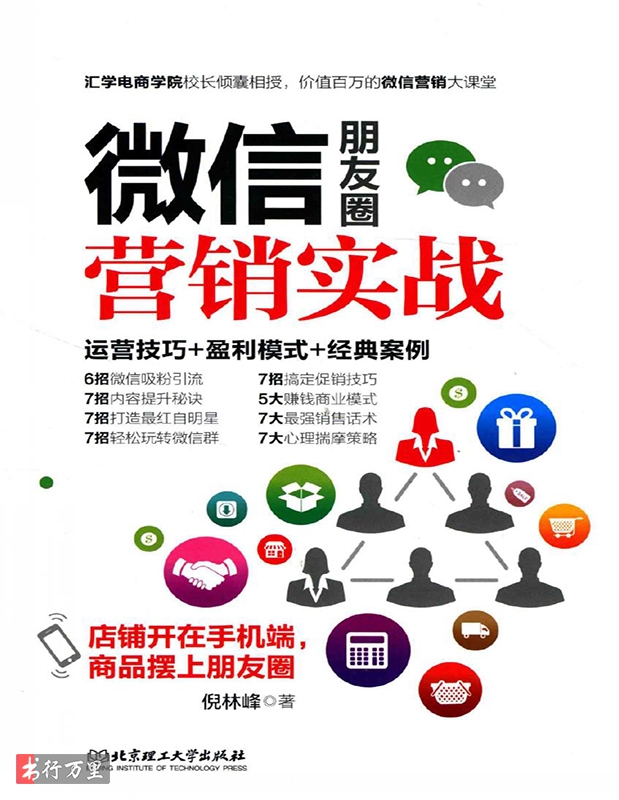 汇学电商学院校长倾囊相授，价值百万的微信营销大课堂
微信朋友圈
营销实战
运营技巧+盈利模式+经典案例
6招微信吸粉引流 7招搞定促销技巧
7招内容提升秘诀 5大赚钱商业模式
7招打造最红自明星 7大最强销售话术
7招轻松玩转微信群 7大心理揣摩策略
$
SALE
$
店铺开在手机端，
商品摆上朋友圈
倪林峰◎著
北京理工大学出版社
ING INSTITUTE OF TECHNOLOGY PRESS
书行万里